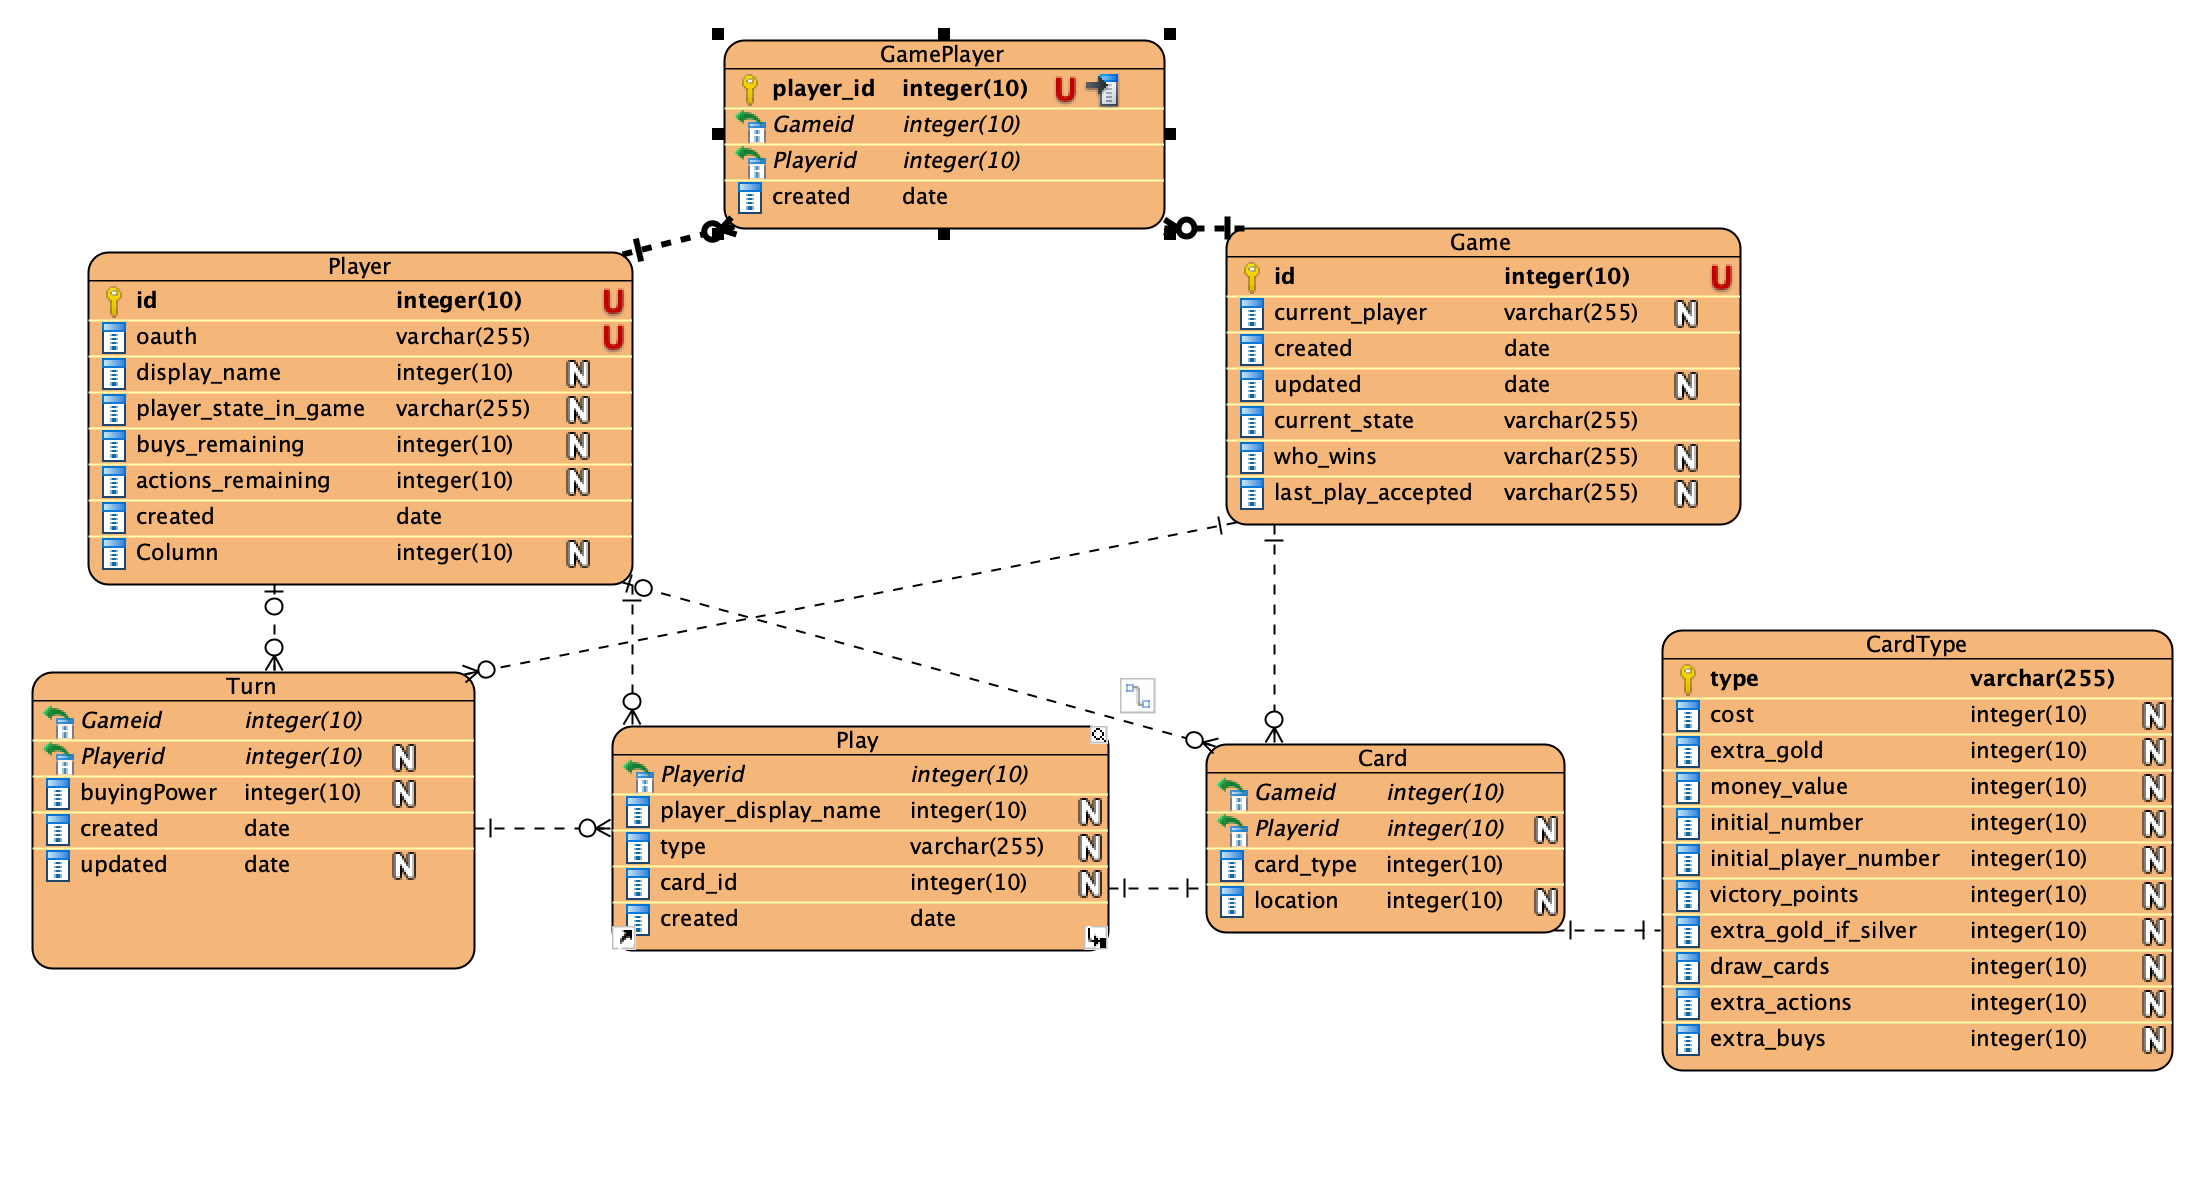 GamePlayer
player_id integer(10) U
Gameid integer(10)
Playerid integer(10)
created date
Player
id integer(10) U
oauth varchar(255) U
display_name integer(10) N
player_state_in_game varchar(255) N
buys_remaining integer(10) N
actions_remaining integer(10) N
created date
Column integer(10) N
Game
id integer(10) U
current_player varchar(255) N
created date
updated date N
current_state varchar(255)
who_wins varchar(255) N
last_play_accepted varchar(255) N
Turn
Gameid integer(10)
Playerid integer(10) N
buyingPower integer(10) N
created date
updated date N
Play
Playerid integer(10)
player_display_name integer(10) N
type varchar(255) N
card_id integer(10) N
created date
Card
Gameid integer(10)
Playerid integer(10) N
card_type integer(10)
location integer(10) N
CardType
type varchar(255)
cost integer(10) N
extra_gold integer(10) N
money_value integer(10) N
initial_number integer(10) N
initial_player_number integer(10) N
victory_points integer(10) N
extra_gold_if_silver integer(10) N
draw_cards integer(10) N
extra_actions integer(10) N
extra_buys integer(10) N